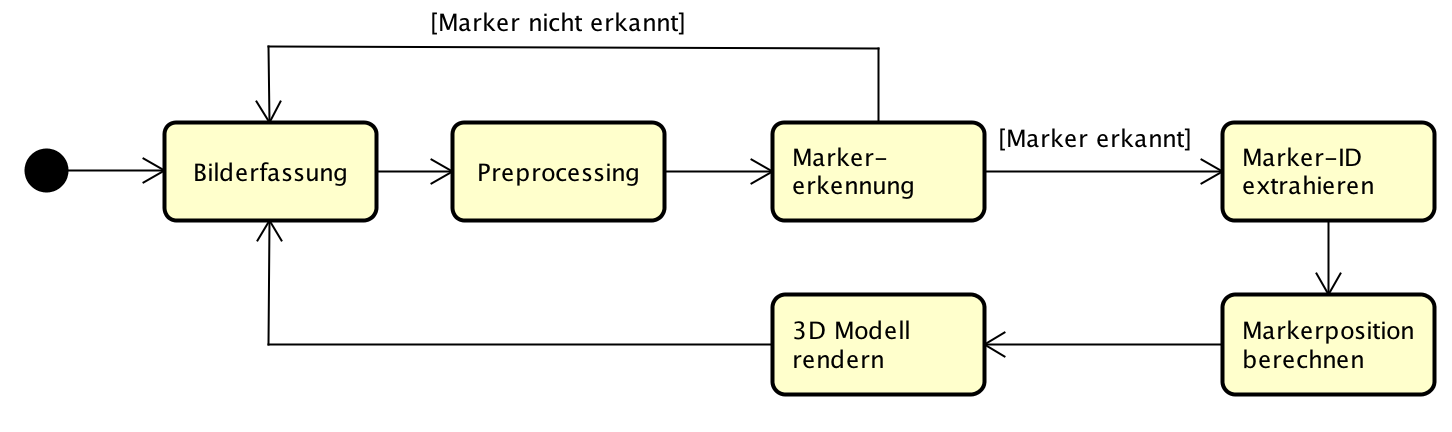 [Marker nicht erkannt]
Bilderfassung
Preprocessing
Marker-
erkennung
[Marker erkannt]
Marker-ID
extrahieren
3D Modell
rendern
Markerposition
berechnen